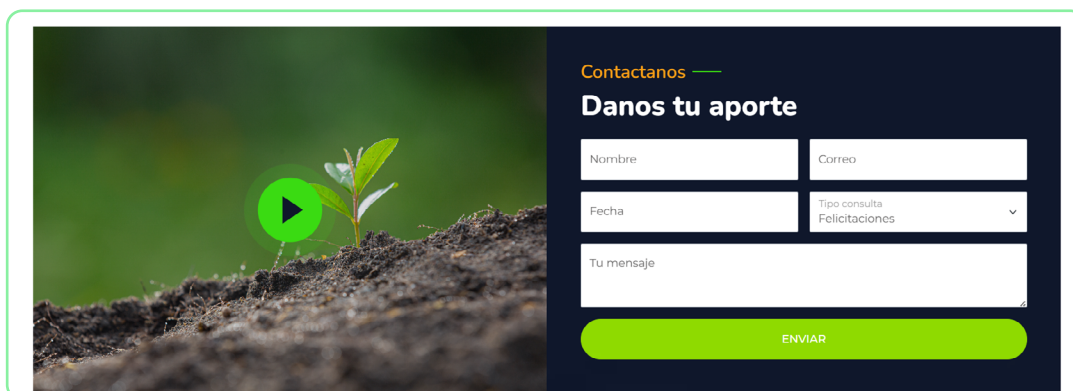 Contactanos
Danos tu aporte
Nombre
Correo
Fecha
Tipo consulta
Felicitaciones
Tu mensaje
ENVIAR